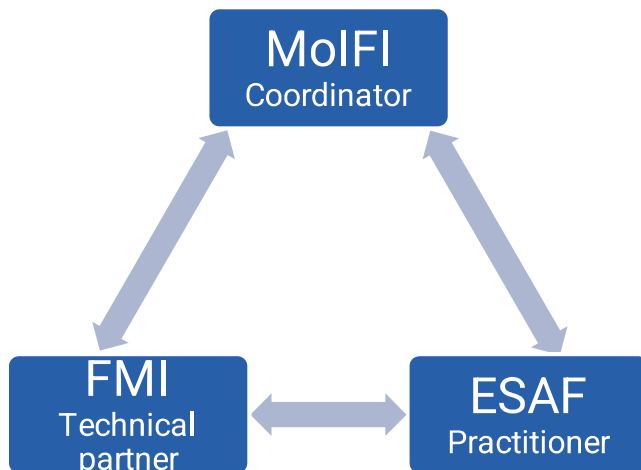 MoIFI
Coordinator
FMI
Technical
partner
ESAF
Practitioner